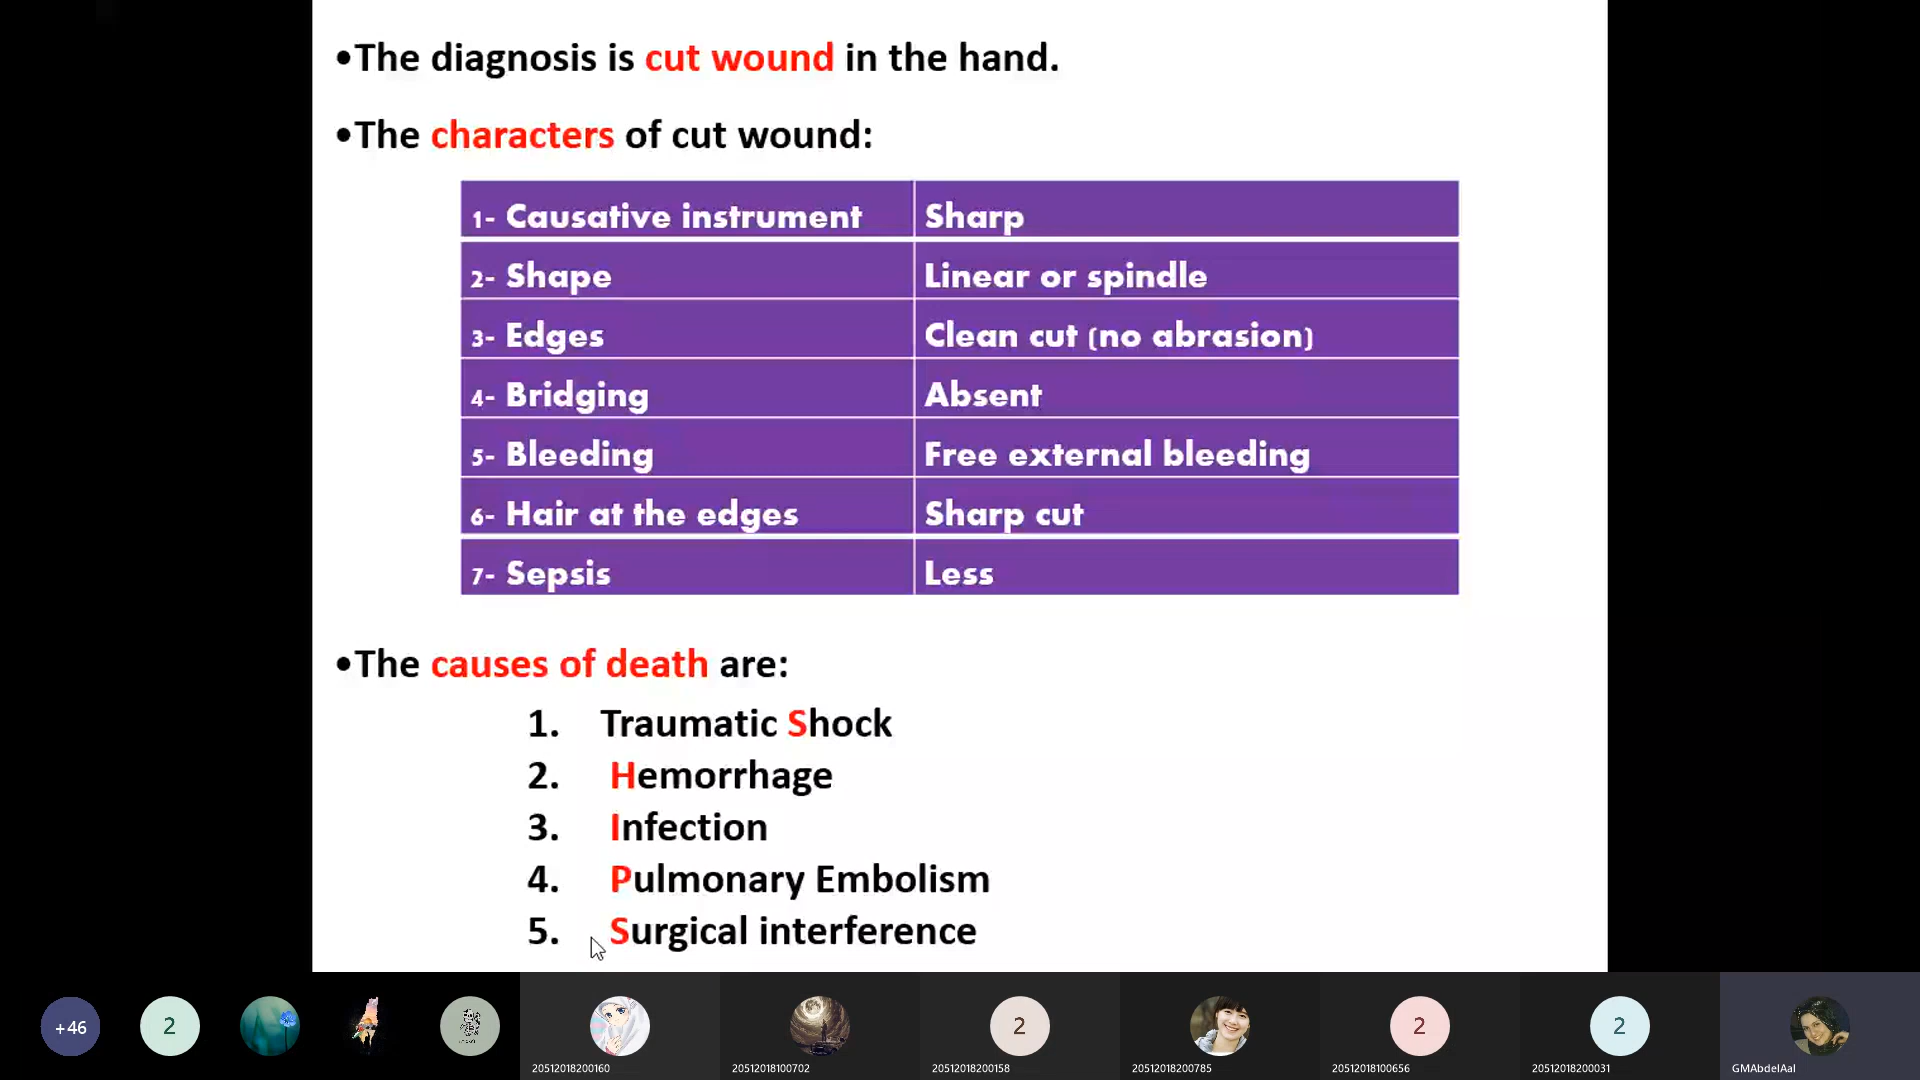 •The diagnosis is cut wound in the hand.
•The characters of cut wound:
1- Causative instrument Sharp
2- Shape Linear or spindle
3- Edges Clean cut (no abrasion)
4- Bridging Absent
5- Bleeding Free external bleeding
6- Hair at the edges Sharp cut
7- Sepsis Less
•The causes of death are:
1. Traumatic Shock
2. Hemorrhage
3. Infection
4. Pulmonary Embolism
5. Surgical interference
+46 2 2 2 2
20512018200160 20512018100702 20512018200158 20512018200785 20512018100656 20512018200031 GMAbdelAal